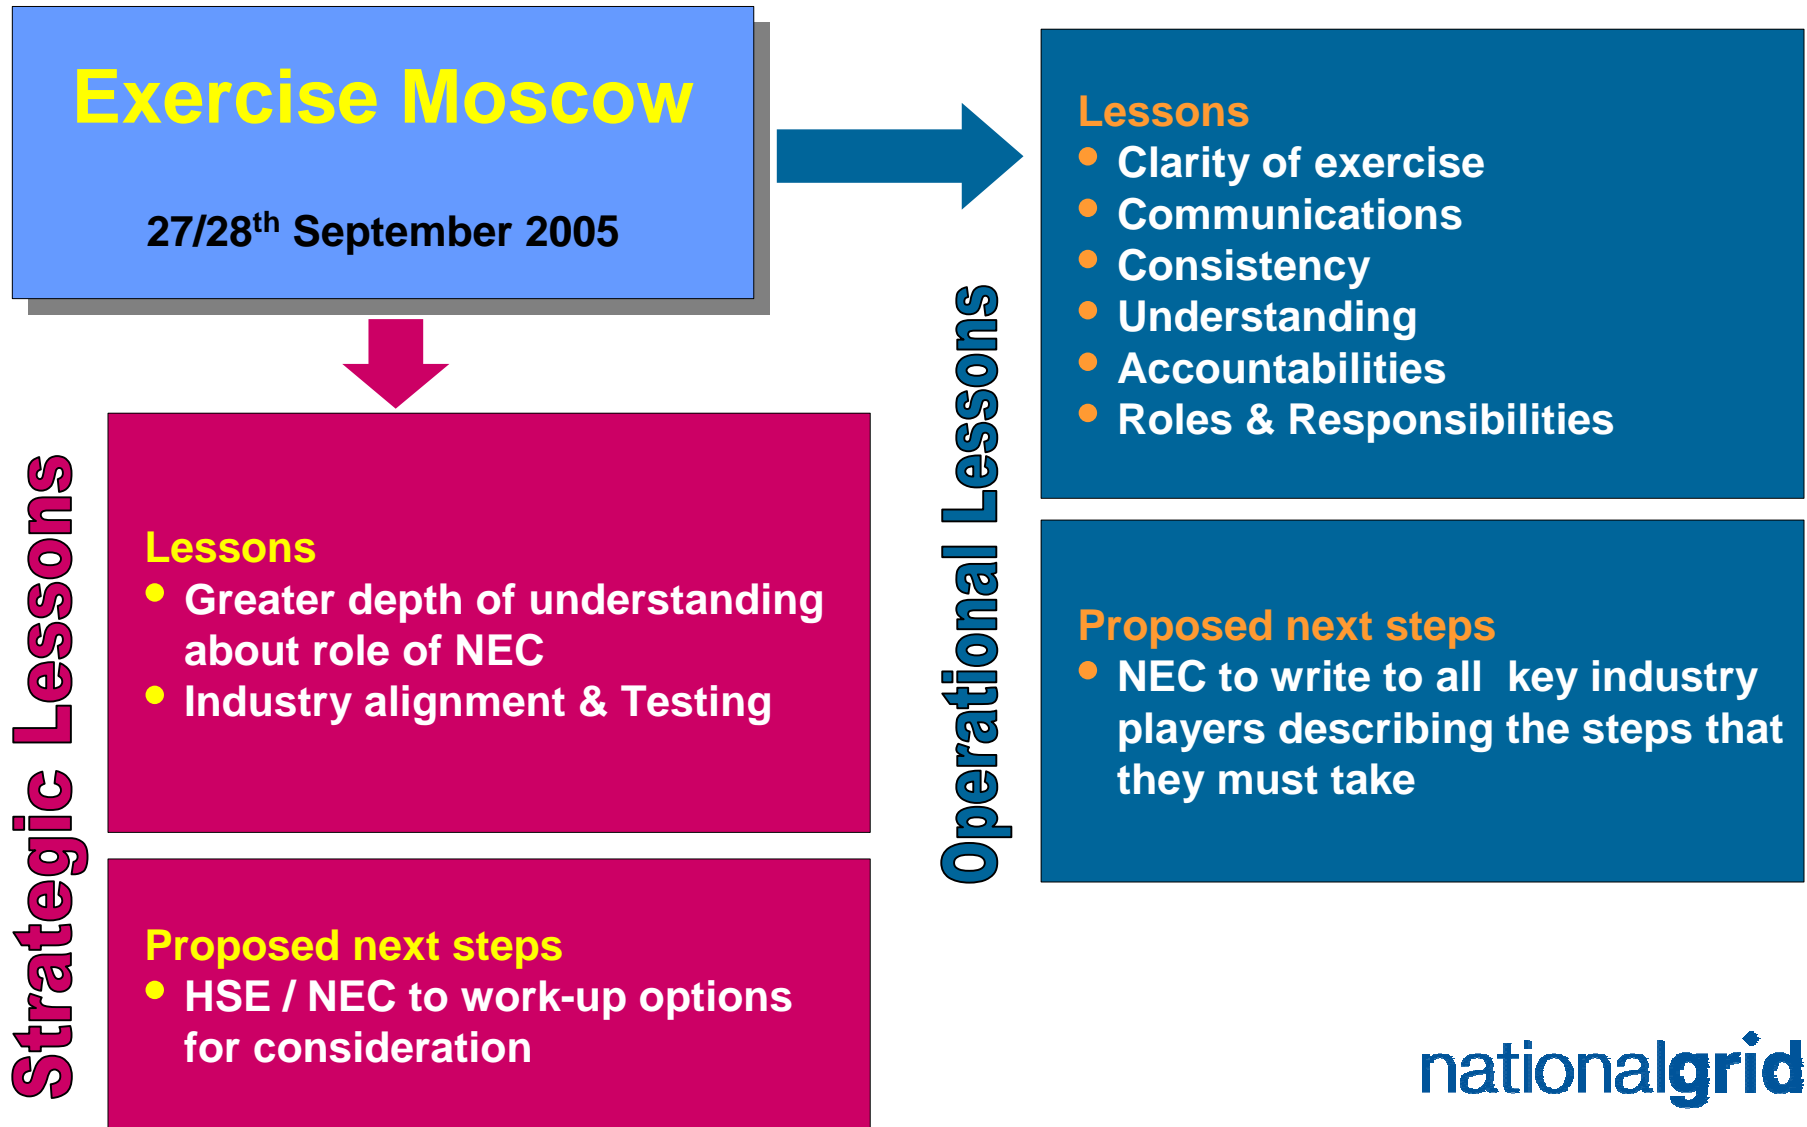 Exercise Moscow
27/28th September 2005
Strategic Lessons
Lessons
• Greater depth of understanding
about role of NEC
• Industry alignment & Testing
Proposed next steps
• HSE / NEC to work-up options
for consideration
Operational Lessons
Lessons
• Clarity of exercise
• Communications
• Consistency
• Understanding
• Accountabilities
• Roles & Responsibilities
Proposed next steps
• NEC to write to all key industry
players describing the steps that
they must take
nationalgrid